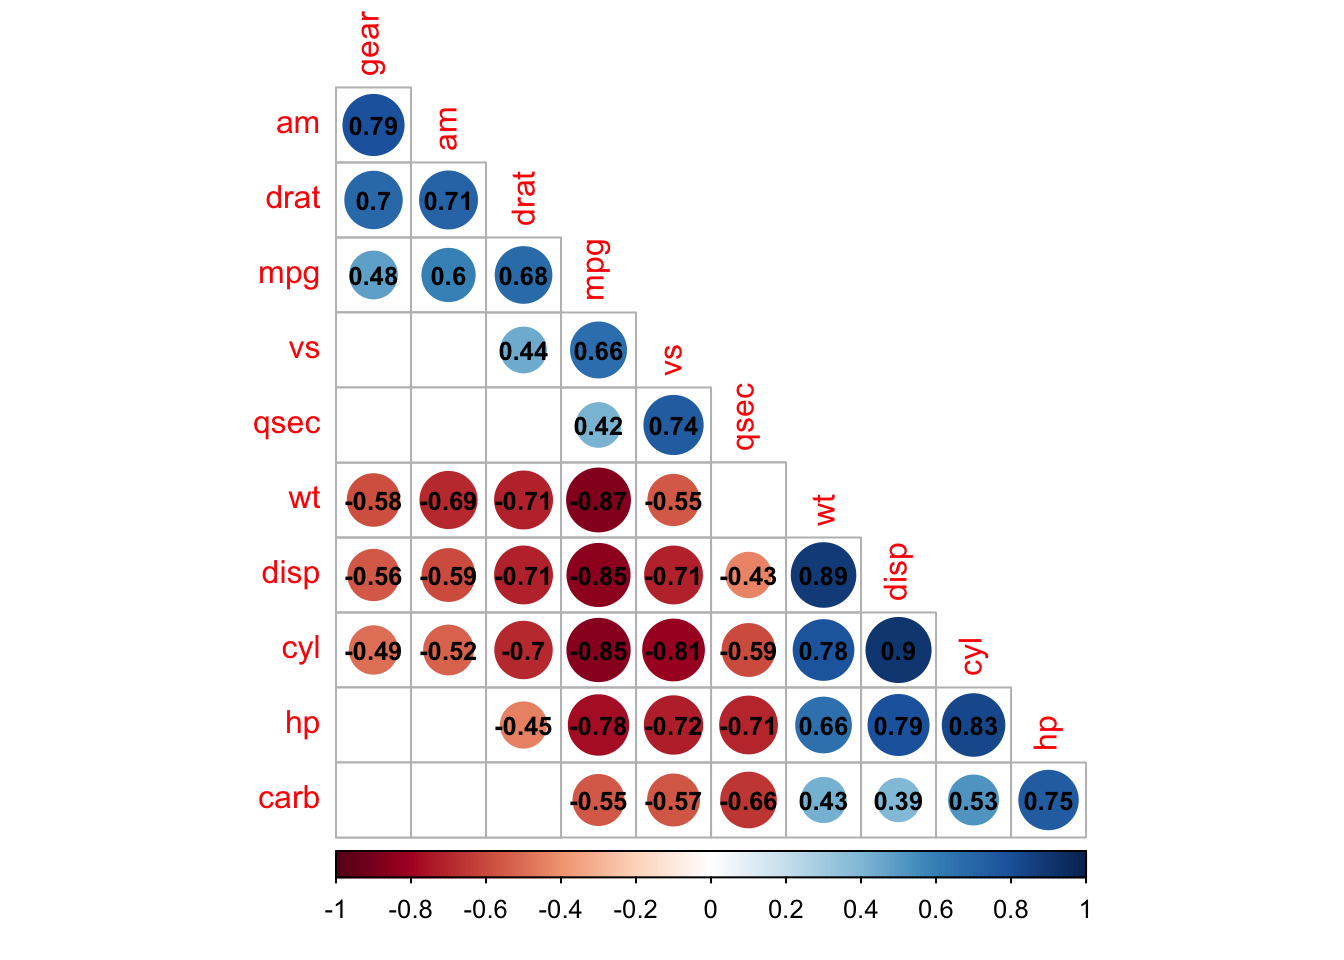 gear
am 0.79 am
drat 0.7 0.71 drat
mpg 0.48 0.6 0.68 mpg
vs 0.44 0.66 vs
qsec 0.42 0.74 qsec
wt -0.58 -0.69 -0.71 -0.87 -0.55 wt
disp -0.56 -0.59 -0.71 -0.85 -0.71 -0.43 0.89 disp
cyl -0.49 -0.52 -0.7 -0.85 -0.81 -0.59 0.78 0.9 cyl
hp -0.45 -0.78 -0.72 -0.71 0.66 0.79 0.83 hp
carb -0.55 -0.57 -0.66 0.43 0.39 0.53 0.75
-1 -0.8 -0.6 -0.4 -0.2 0 0.2 0.4 0.6 0.8 1